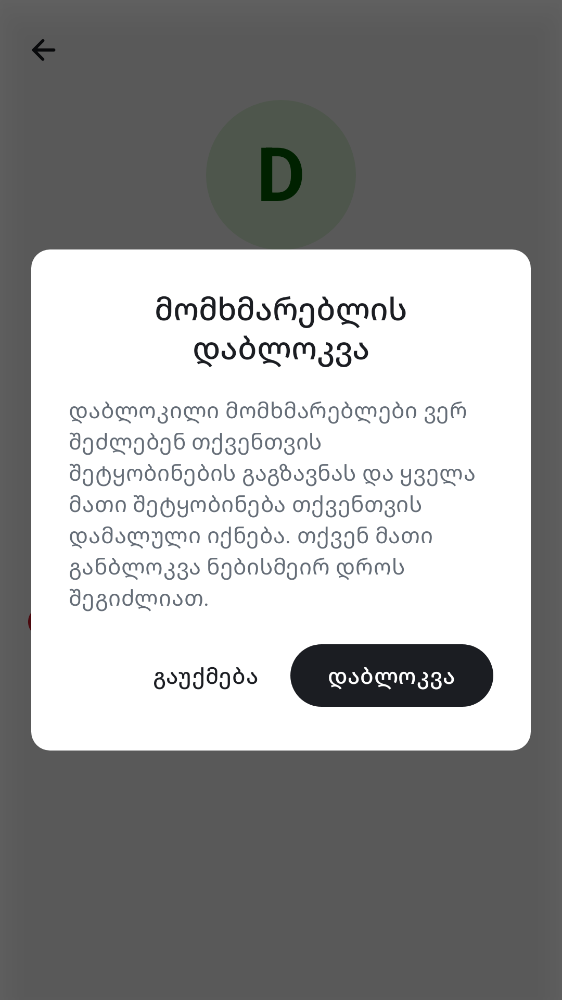 D
მომხმარებლის
დაბლოკვა
დაბლოკილი მომხმარებლები ვერ
შეძლებენ თქვენთვის
შეტყობინების გაგზავნას და ყველა
მათი შეტყობინება თქვენთვის
დამალული იქნება. თქვენ მათი
განბლოკვა ნებისმეირ დროს
შეგიძლიათ.
გაუქმება
დაბლოკვა